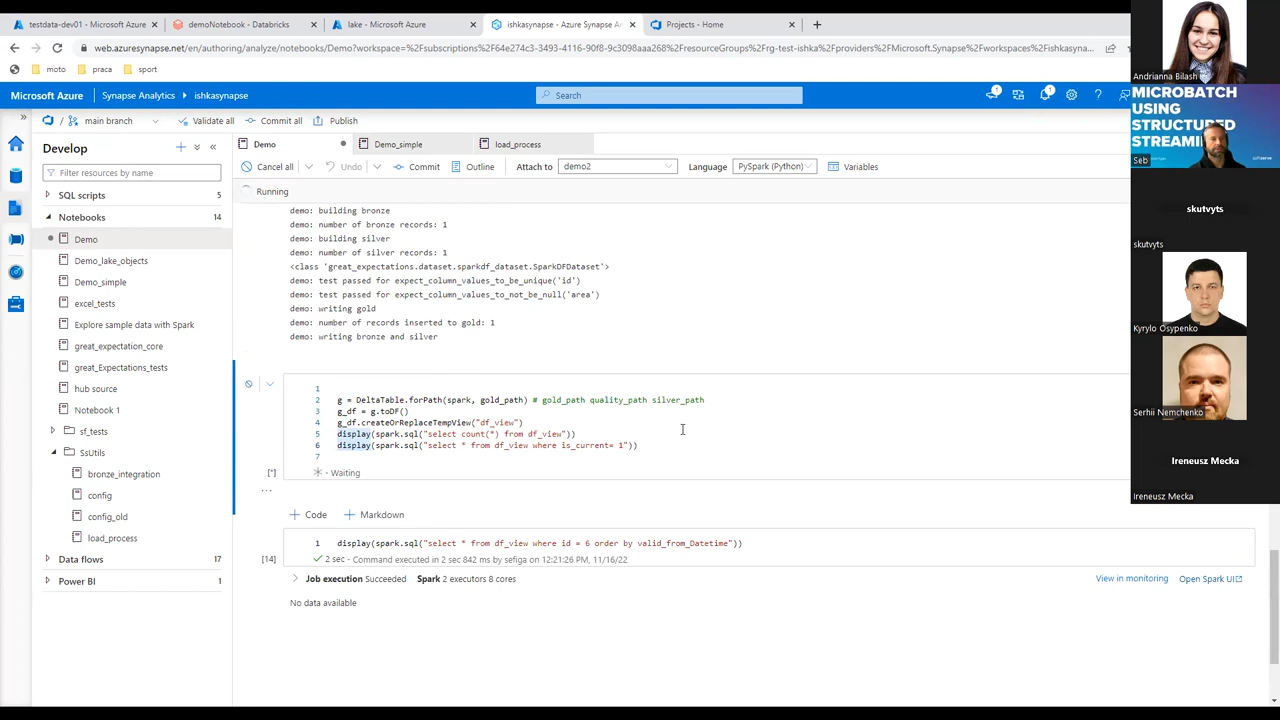 testdata-dev01 - Microsoft Azure
demoNotebook - Databricks
lake - Microsoft Azure
ishkasynapse - Azure Synapse An
Projects - Home
web.azuresynapse.net/en/authoring/analyze/notebooks/Demo?workspace=%2Fsubscriptions%2F64e274c3-3493-4116-90f8-9c3098aaa268%2FresourceGroups%2Frg-test-ishka%2Fproviders%2FMicrosoft.Synapse%2Fworkspaces%2Fishkasyna...
moto
praca
sport
Microsoft Azure
Synapse Analytics
ishkasynapse
Search
1
1
main branch
Validate all
Commit all
Publish
Develop
Filter resources by name
SQL scripts 5
Notebooks 14
Demo
Demo_lake_objects
Demo_simple
excel_tests
Explore sample data with Spark
great_expectation_core
great_Expectations_tests
hub source
Notebook 1
sf_tests
SsUtils
bronze_integration
config
config_old
load_process
Data flows 17
Power BI 1
Demo
Demo_simple
load_process
Cancel all
Undo
Commit
Outline
Attach to
demo2
Language
PySpark (Python)
Variables
Running
demo: building bronze
demo: number of bronze records: 1
demo: building silver
demo: number of silver records: 1
<class 'great_expectations.dataset.sparkdf_dataset.SparkDFDataset'>
demo: test passed for expect_column_values_to_be_unique('id')
demo: test passed for expect_column_values_to_not_be_null('area')
demo: writing gold
demo: number of records inserted to gold: 1
demo: writing bronze and silver
1
2 g = DeltaTable.forPath(spark, gold_path) # gold_path quality_path silver_path
3 g_df = g.toDF()
4 g_df.createOrReplaceTempView("df_view")
5 display(spark.sql("select count(*) from df_view"))
6 display(spark.sql("select * from df_view where is_current= 1"))
7
[*]
- Waiting
...
+ Code
+ Markdown
1 display(spark.sql("select * from df_view where id = 6 order by valid_from_Datetime"))
[14]
2 sec - Command executed in 2 sec 842 ms by sefiga on 12:21:26 PM, 11/16/22
Job execution Succeeded Spark 2 executors 8 cores
View in monitoring
Open Spark UI
No data available
Andrianna Bilash
MICROBATCH
USING
STRUCTURED
STREAMI
softserve
Seb
skutvyts
skutvyts
Kyrylo Osypenko
Serhii Nemchenko
Ireneusz Mecka
Ireneusz Mecka